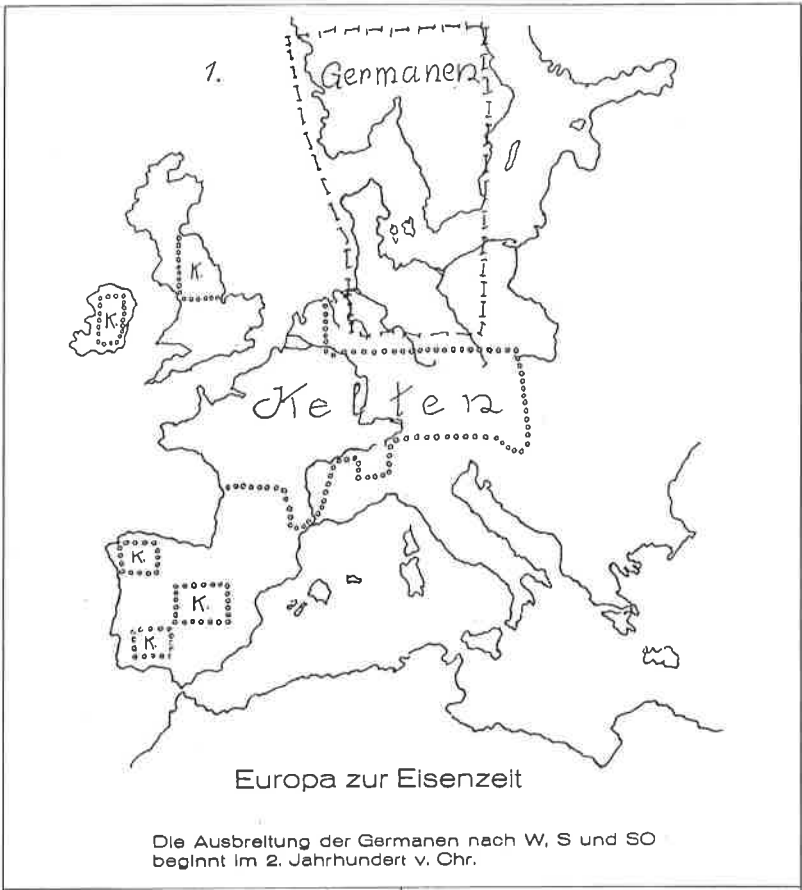 1.
Germanen
K.
K.
Kelten
K.
K.
K.
Europa zur Eisenzeit
Die Ausbreitung der Germanen nach W, S und SO
beginnt im 2. Jahrhundert v. Chr.